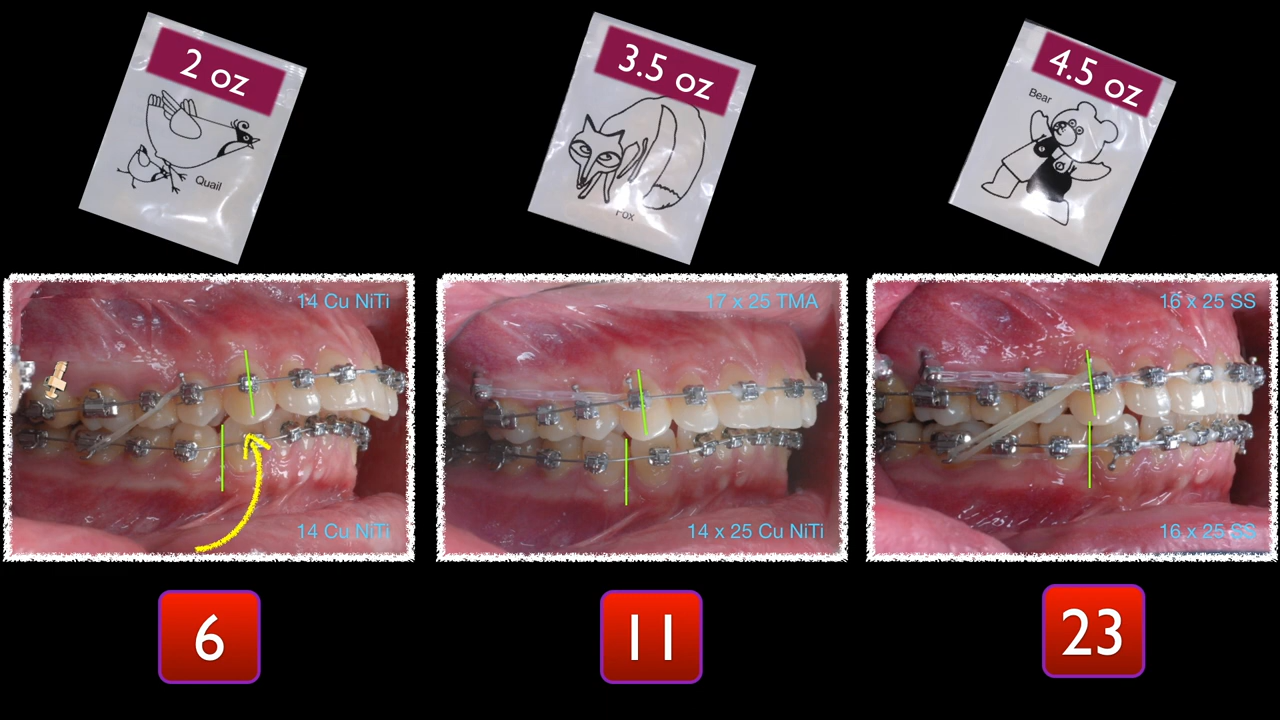 2 oz
Quail
3.5 oz
Fox
4.5 oz
Bear
14 Cu NiTi
14 Cu NiTi
17 x 25 TMA
14 x 25 Cu NiTi
16 x 25 SS
16 x 25 SS
6
11
23